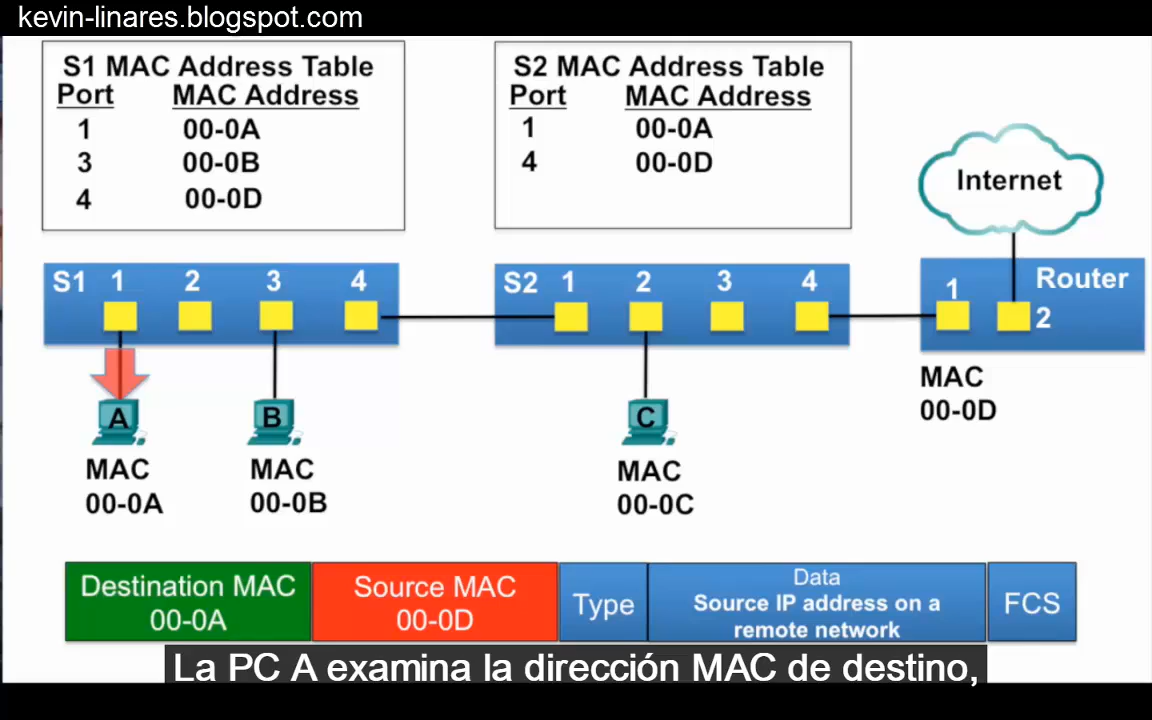 kevin-linares.blogspot.com
S1 MAC Address Table
Port MAC Address
1 00-0A
3 00-0B
4 00-0D
S2 MAC Address Table
Port MAC Address
1 00-0A
4 00-0D
Internet
S1 1 2 3 4
S2 1 2 3 4
1 Router
2
MAC
00-0D
A
B
C
MAC
00-0A
MAC
00-0B
MAC
00-0C
Destination MAC
00-0A
Source MAC
00-0D
Type
Data
Source IP address on a
remote network
FCS
La PC A examina la dirección MAC de destino,